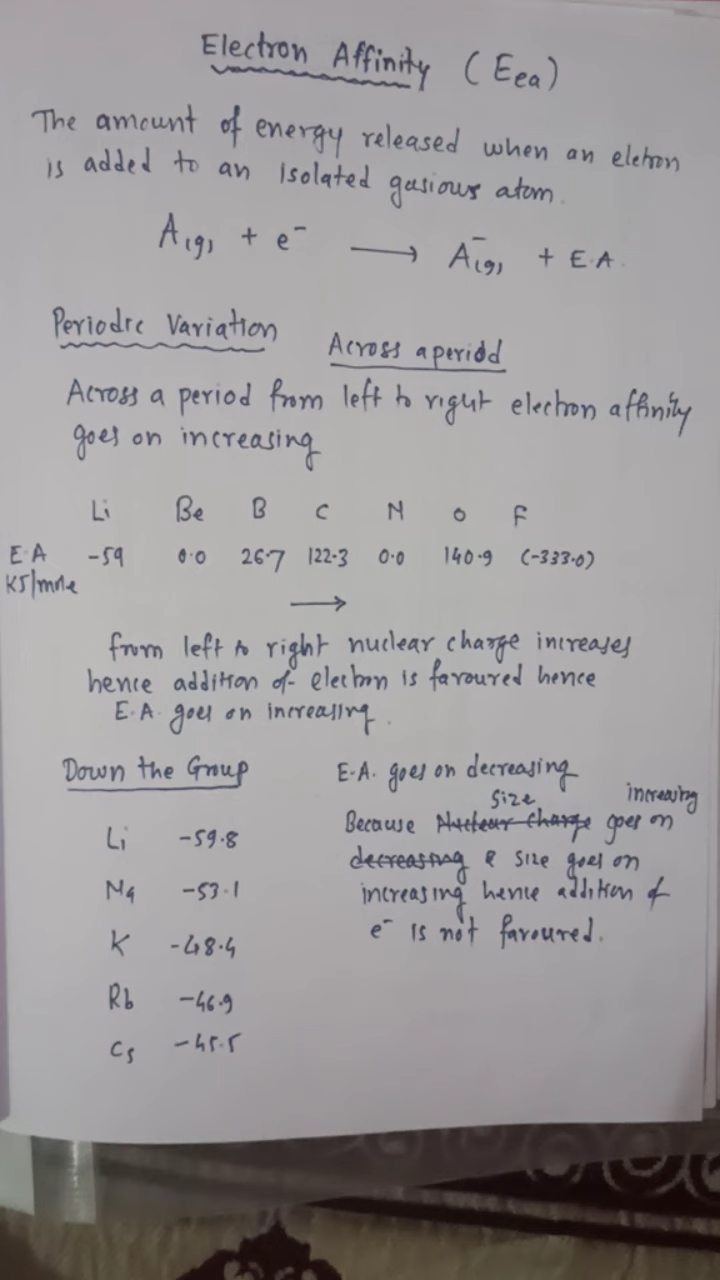 Electron Affinity (Eea)
The amount of energy released when an eletron
is added to an isolated gasious atom.
A(g) + e⁻ → A⁻(g) + E.A.
Periodic Variation
Across a period
Across a period from left to right electron affinity
goes on increasing
Li Be B C N O F
E.A -59 0.0 26.7 122.3 0.0 140.9 (-333.0)
KJ/mole
→
from left to right nuclear charge increases
hence addition of electron is favoured hence
E.A. goes on increasing.
Down the Group
E.A. goes on decreasing
size increasing
Because Nuclear charge goes on
decreasing & size goes on
increasing hence addition of
e⁻ is not favoured.
Li -59.8
Na -53.1
K -48.4
Rb -46.9
Cs -45.5